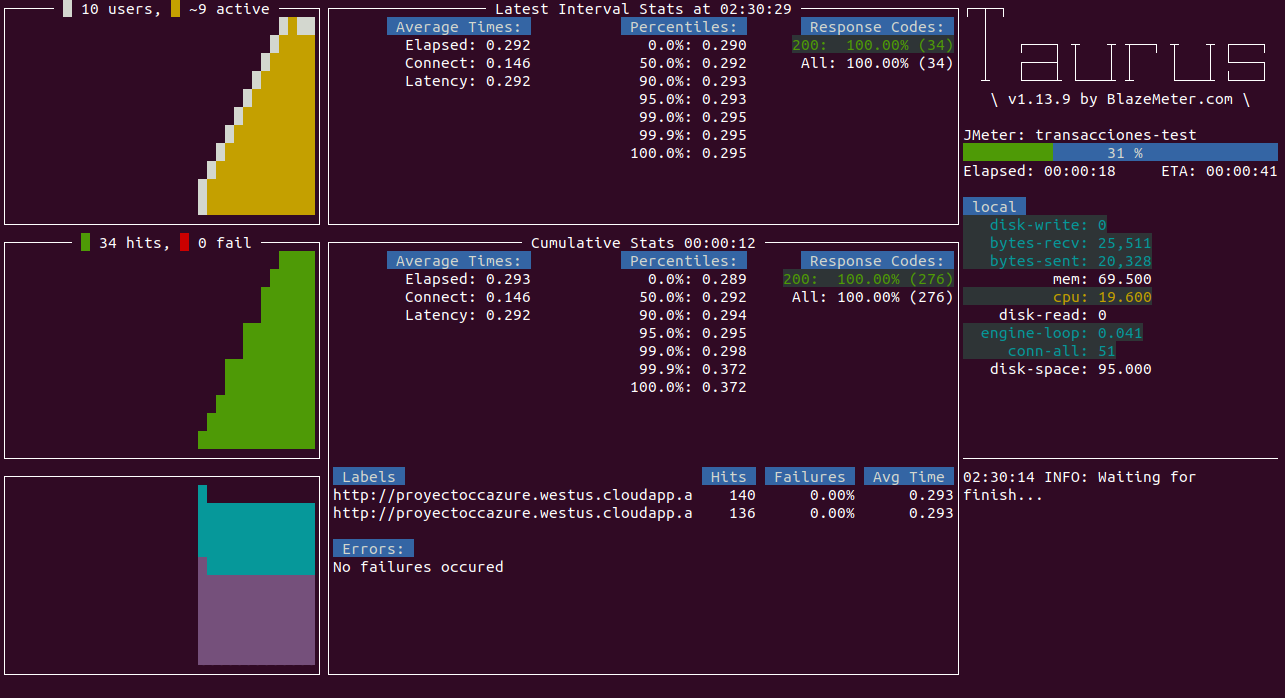 10 users, ~9 active
Latest Interval Stats at 02:30:29
Average Times: Percentiles: Response Codes:
Elapsed: 0.292 0.0%: 0.290 200: 100.00% (34)
Connect: 0.146 50.0%: 0.292 All: 100.00% (34)
Latency: 0.292 90.0%: 0.293
95.0%: 0.293
99.0%: 0.295
99.9%: 0.295
100.0%: 0.295
34 hits, 0 fail
Cumulative Stats 00:00:12
Average Times: Percentiles: Response Codes:
Elapsed: 0.293 0.0%: 0.289 200: 100.00% (276)
Connect: 0.146 50.0%: 0.292 All: 100.00% (276)
Latency: 0.292 90.0%: 0.294
95.0%: 0.295
99.0%: 0.298
99.9%: 0.372
100.0%: 0.372
Labels Hits Failures Avg Time
http://proyectoccazure.westus.cloudapp.a 140 0.00% 0.293
http://proyectoccazure.westus.cloudapp.a 136 0.00% 0.293
Errors:
No failures occured
Taurus
\ v1.13.9 by BlazeMeter.com \
JMeter: transacciones-test
31 %
Elapsed: 00:00:18 ETA: 00:00:41
local
disk-write: 0
bytes-recv: 25,511
bytes-sent: 20,328
mem: 69.500
cpu: 19.600
disk-read: 0
engine-loop: 0.041
conn-all: 51
disk-space: 95.000
02:30:14 INFO: Waiting for
finish...